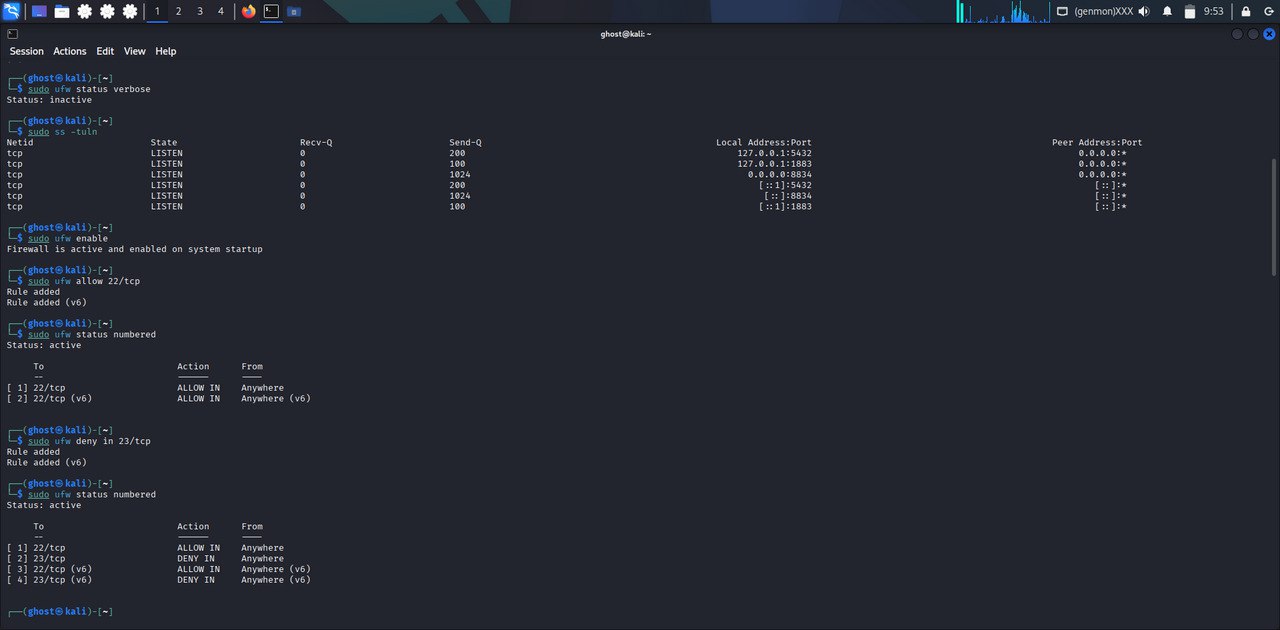 1 2 3 4 (genmon)XXX 9:53
ghost@kali: ~
Session Actions Edit View Help
┌──(ghost㉿kali)-[~]
└─$ sudo ufw status verbose
Status: inactive
┌──(ghost㉿kali)-[~]
└─$ sudo ss -tuln
Netid State Recv-Q Send-Q Local Address:Port Peer Address:Port
tcp LISTEN 0 200 127.0.0.1:5432 0.0.0.0:*
tcp LISTEN 0 100 127.0.0.1:1883 0.0.0.0:*
tcp LISTEN 0 1024 0.0.0.0:8834 0.0.0.0:*
tcp LISTEN 0 200 [::1]:5432 [::]:*
tcp LISTEN 0 1024 [::]:8834 [::]:*
tcp LISTEN 0 100 [::1]:1883 [::]:*
┌──(ghost㉿kali)-[~]
└─$ sudo ufw enable
Firewall is active and enabled on system startup
┌──(ghost㉿kali)-[~]
└─$ sudo ufw allow 22/tcp
Rule added
Rule added (v6)
┌──(ghost㉿kali)-[~]
└─$ sudo ufw status numbered
Status: active
To Action From
-- ------ ----
[ 1] 22/tcp ALLOW IN Anywhere
[ 2] 22/tcp (v6) ALLOW IN Anywhere (v6)
┌──(ghost㉿kali)-[~]
└─$ sudo ufw deny in 23/tcp
Rule added
Rule added (v6)
┌──(ghost㉿kali)-[~]
└─$ sudo ufw status numbered
Status: active
To Action From
-- ------ ----
[ 1] 22/tcp ALLOW IN Anywhere
[ 2] 23/tcp DENY IN Anywhere
[ 3] 22/tcp (v6) ALLOW IN Anywhere (v6)
[ 4] 23/tcp (v6) DENY IN Anywhere (v6)
┌──(ghost㉿kali)-[~]